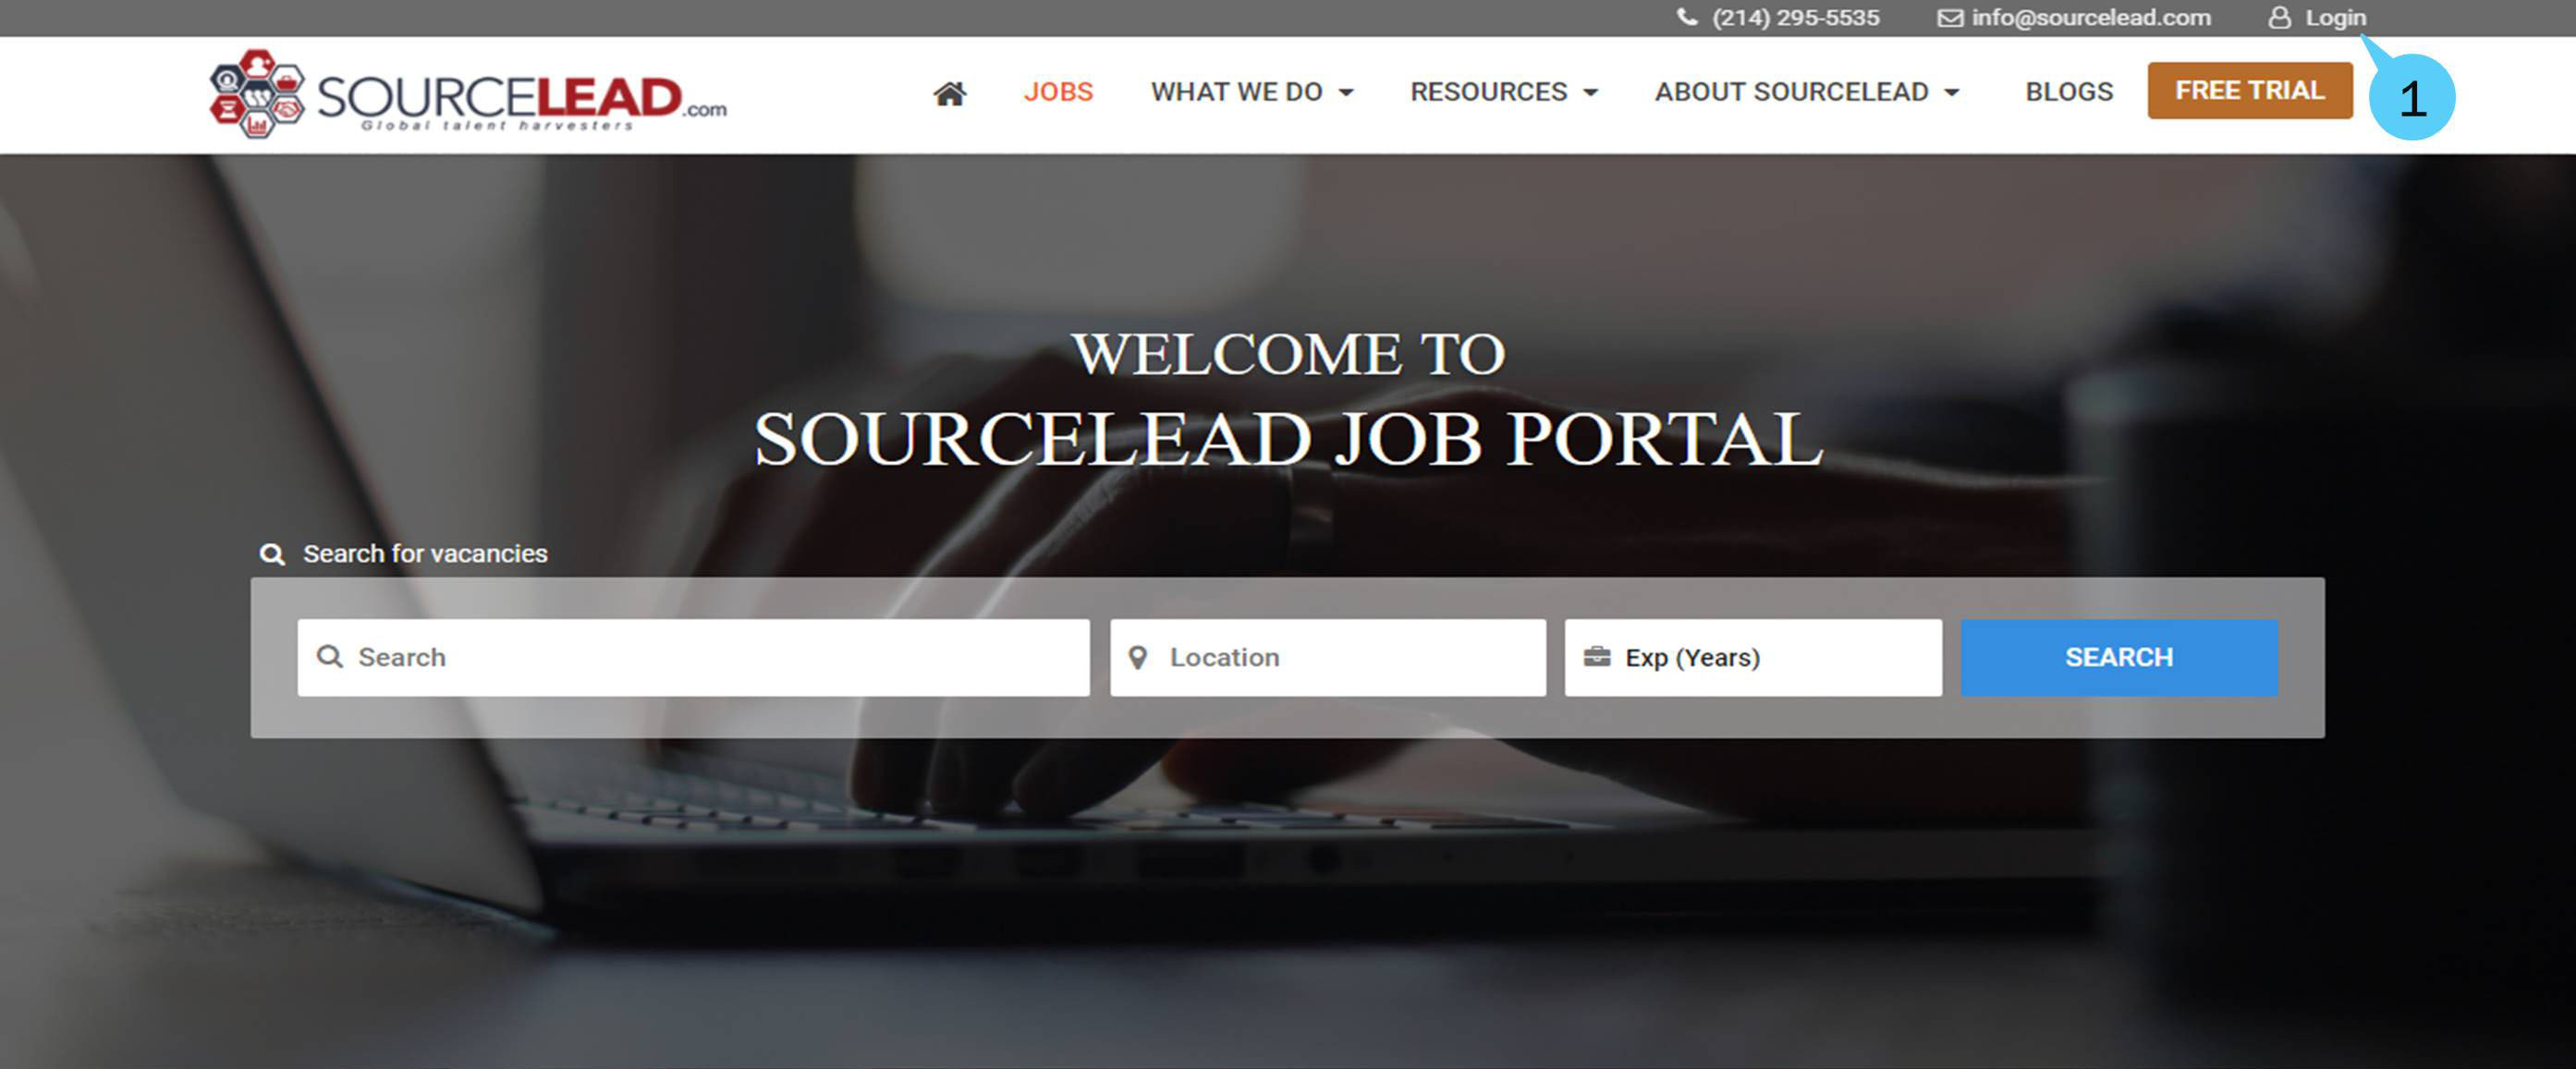 (214) 295-5535 info@sourcelead.com Login
SOURCELEAD.com
Global talent harvesters
JOBS WHAT WE DO RESOURCES ABOUT SOURCELEAD BLOGS FREE TRIAL
1
WELCOME TO
SOURCELEAD JOB PORTAL
Search for vacancies
Search Location Exp (Years) SEARCH